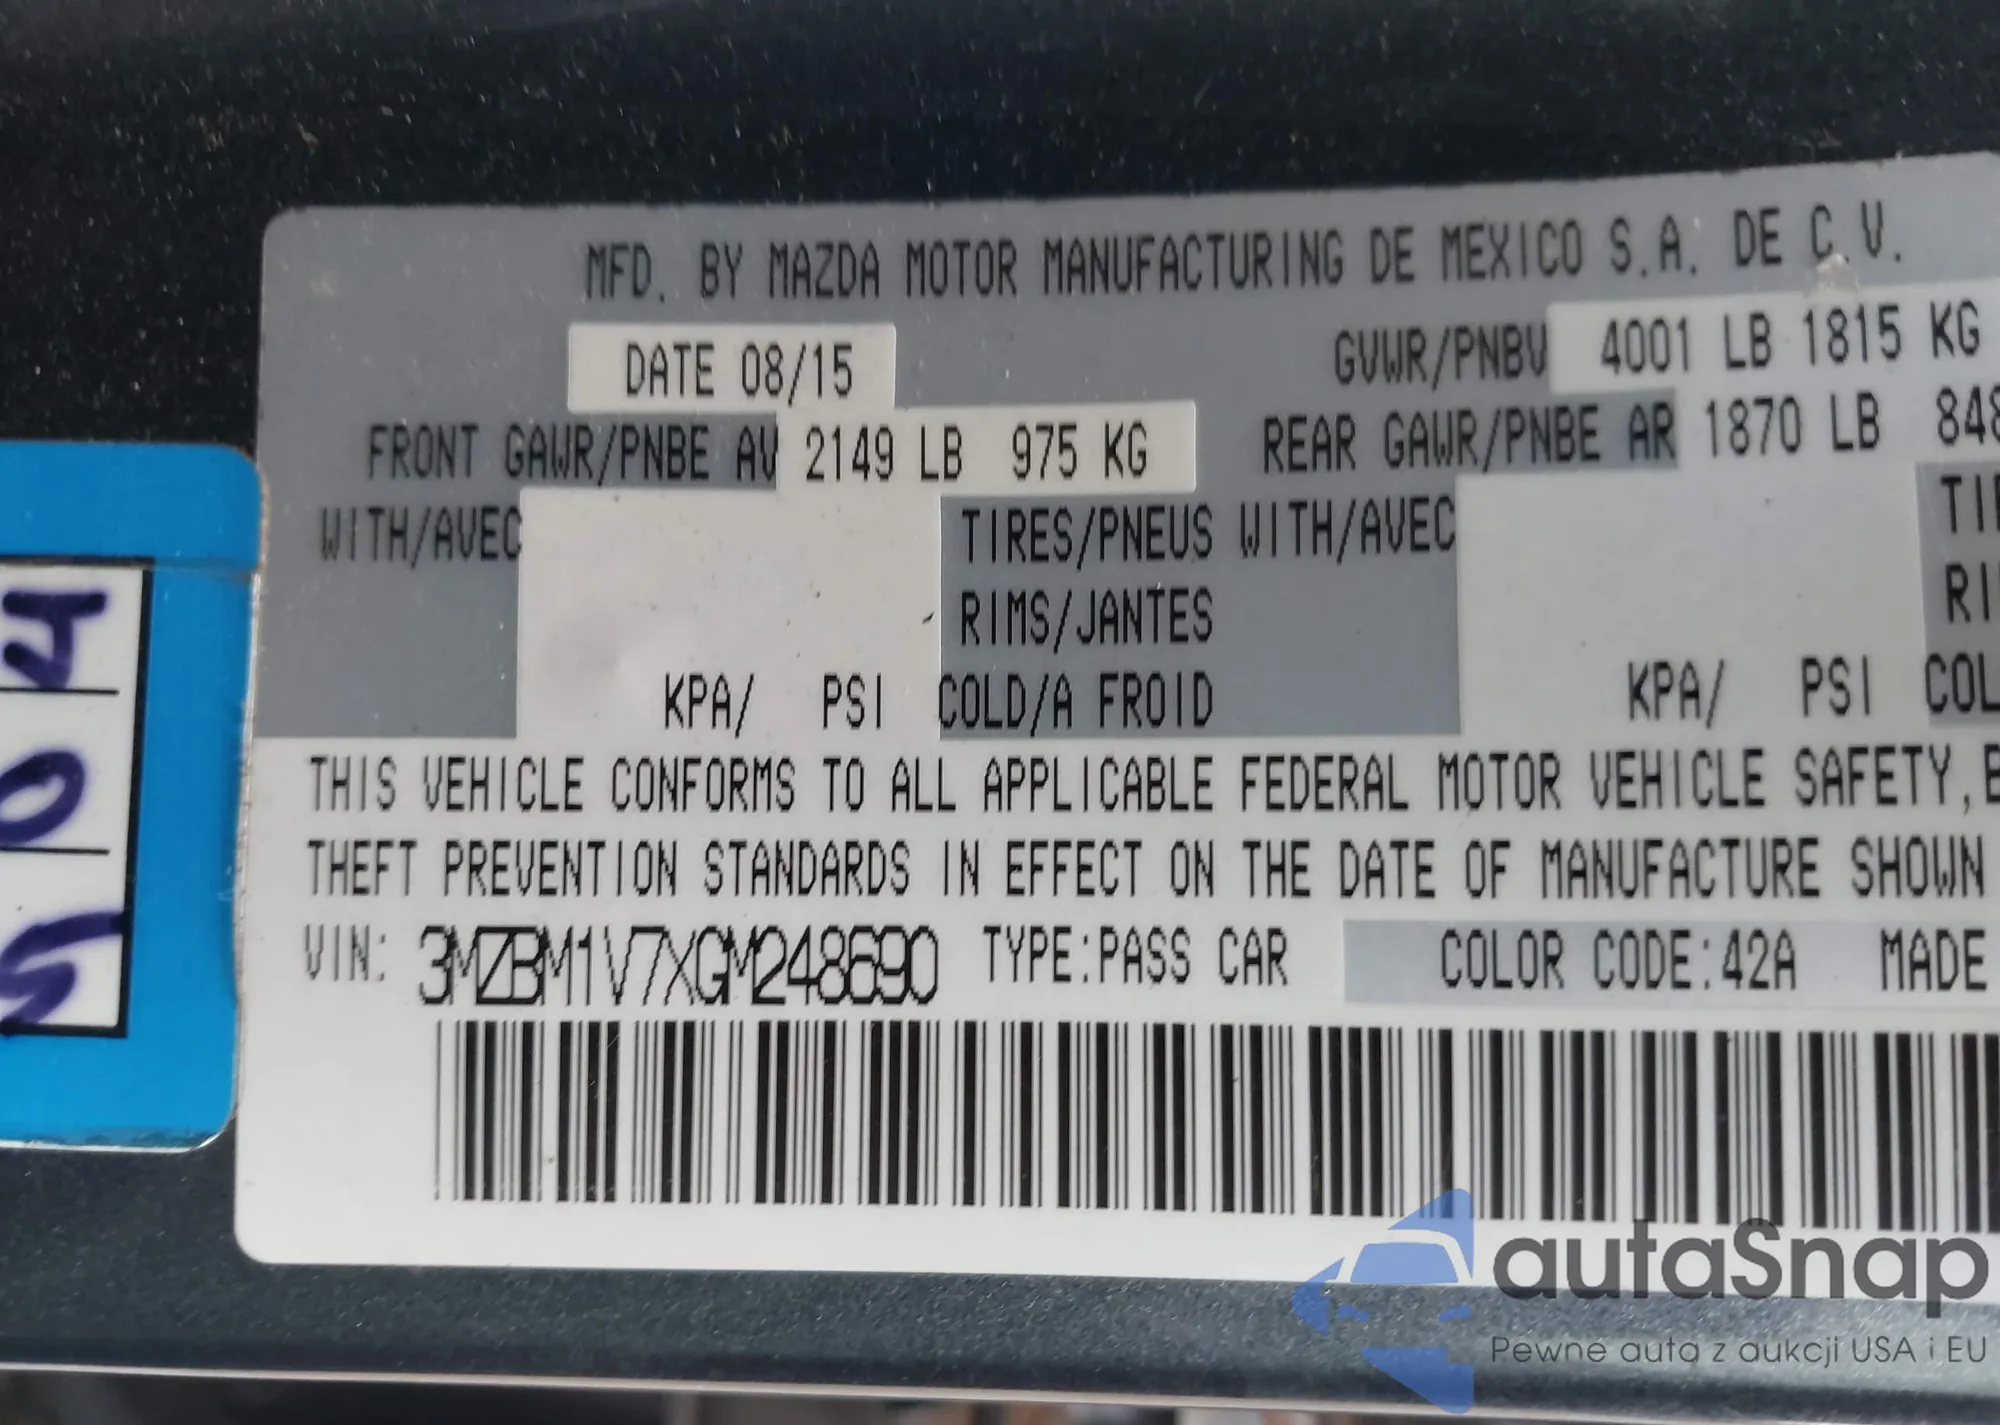 MFD. BY MAZDA MOTOR MANUFACTURING DE MEXICO S.A. DE C.V.
DATE 08/15 GVWR/PNBV 4001 LB 1815 KG
FRONT GAWR/PNBE AV 2149 LB 975 KG REAR GAWR/PNBE AR 1870 LB 848
WITH/AVEC TIRES/PNEUS WITH/AVEC TI
RIMS/JANTES RI
KPA/ PSI COLD/A FROID KPA/ PSI COL
THIS VEHICLE CONFORMS TO ALL APPLICABLE FEDERAL MOTOR VEHICLE SAFETY,
THEFT PREVENTION STANDARDS IN EFFECT ON THE DATE OF MANUFACTURE SHOWN
VIN: 3MZBM1V7XGM248690 TYPE:PASS CAR COLOR CODE:42A MADE
autaSnap
Pewne auta z aukcji USA i EU